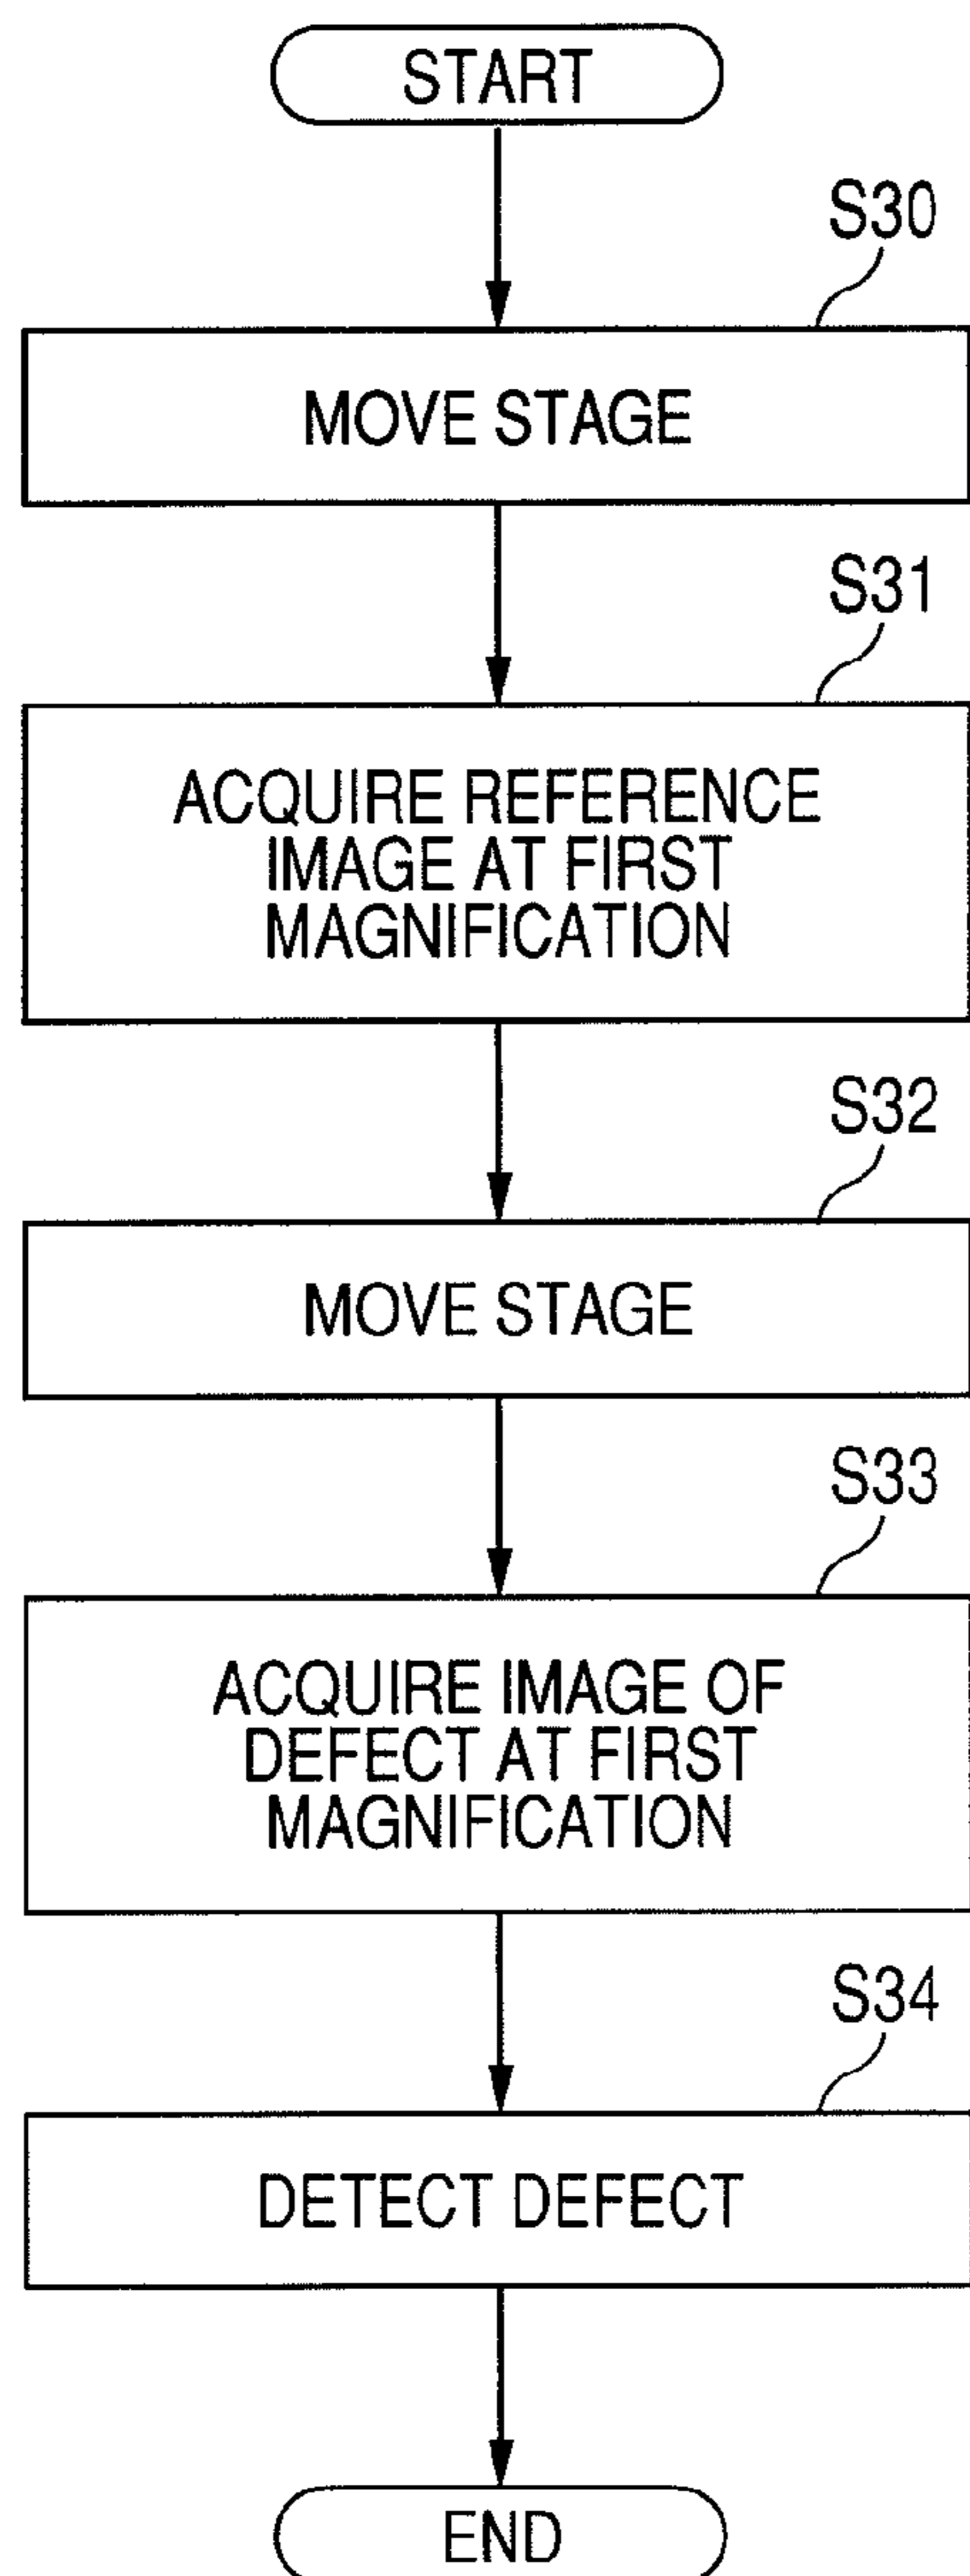 START
S30
MOVE STAGE
S31
ACQUIRE REFERENCE
IMAGE AT FIRST
MAGNIFICATION
S32
MOVE STAGE
S33
ACQUIRE IMAGE OF
DEFECT AT FIRST
MAGNIFICATION
S34
DETECT DEFECT
END